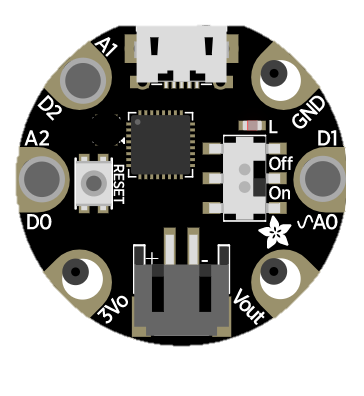 A1
D2
GND
L
A2
D1
Off
RESET
On
D0
~A0
+ -
3Vo
Vout